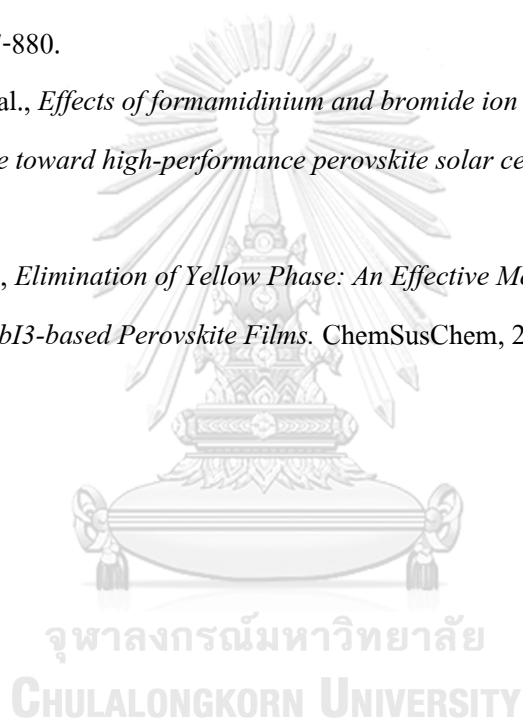 -880.
al., Effects of formamidinium and bromide ion
e toward high-performance perovskite solar ce
, Elimination of Yellow Phase: An Effective Me
bI3-based Perovskite Films. ChemSusChem, 2
จุฬาลงกรณ์มหาวิทยาลัย
CHULALONGKORN UNIVERSITY